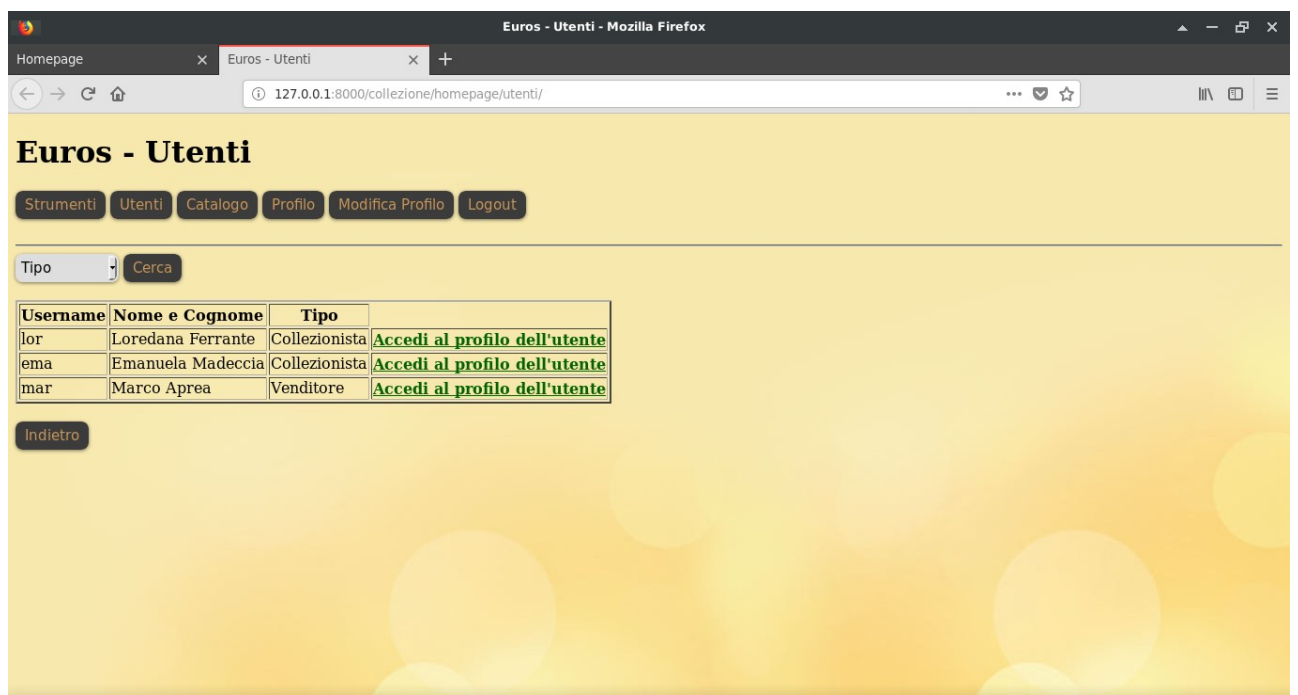 Euros - Utenti - Mozilla Firefox
Homepage Euros - Utenti
127.0.0.1:8000/collezione/homepage/utenti/
Euros - Utenti
Strumenti Utenti Catalogo Profilo Modifica Profilo Logout
Tipo Cerca
Username Nome e Cognome Tipo
lor Loredana Ferrante Collezionista Accedi al profilo dell'utente
ema Emanuela Madeccia Collezionista Accedi al profilo dell'utente
mar Marco Aprea Venditore Accedi al profilo dell'utente
Indietro